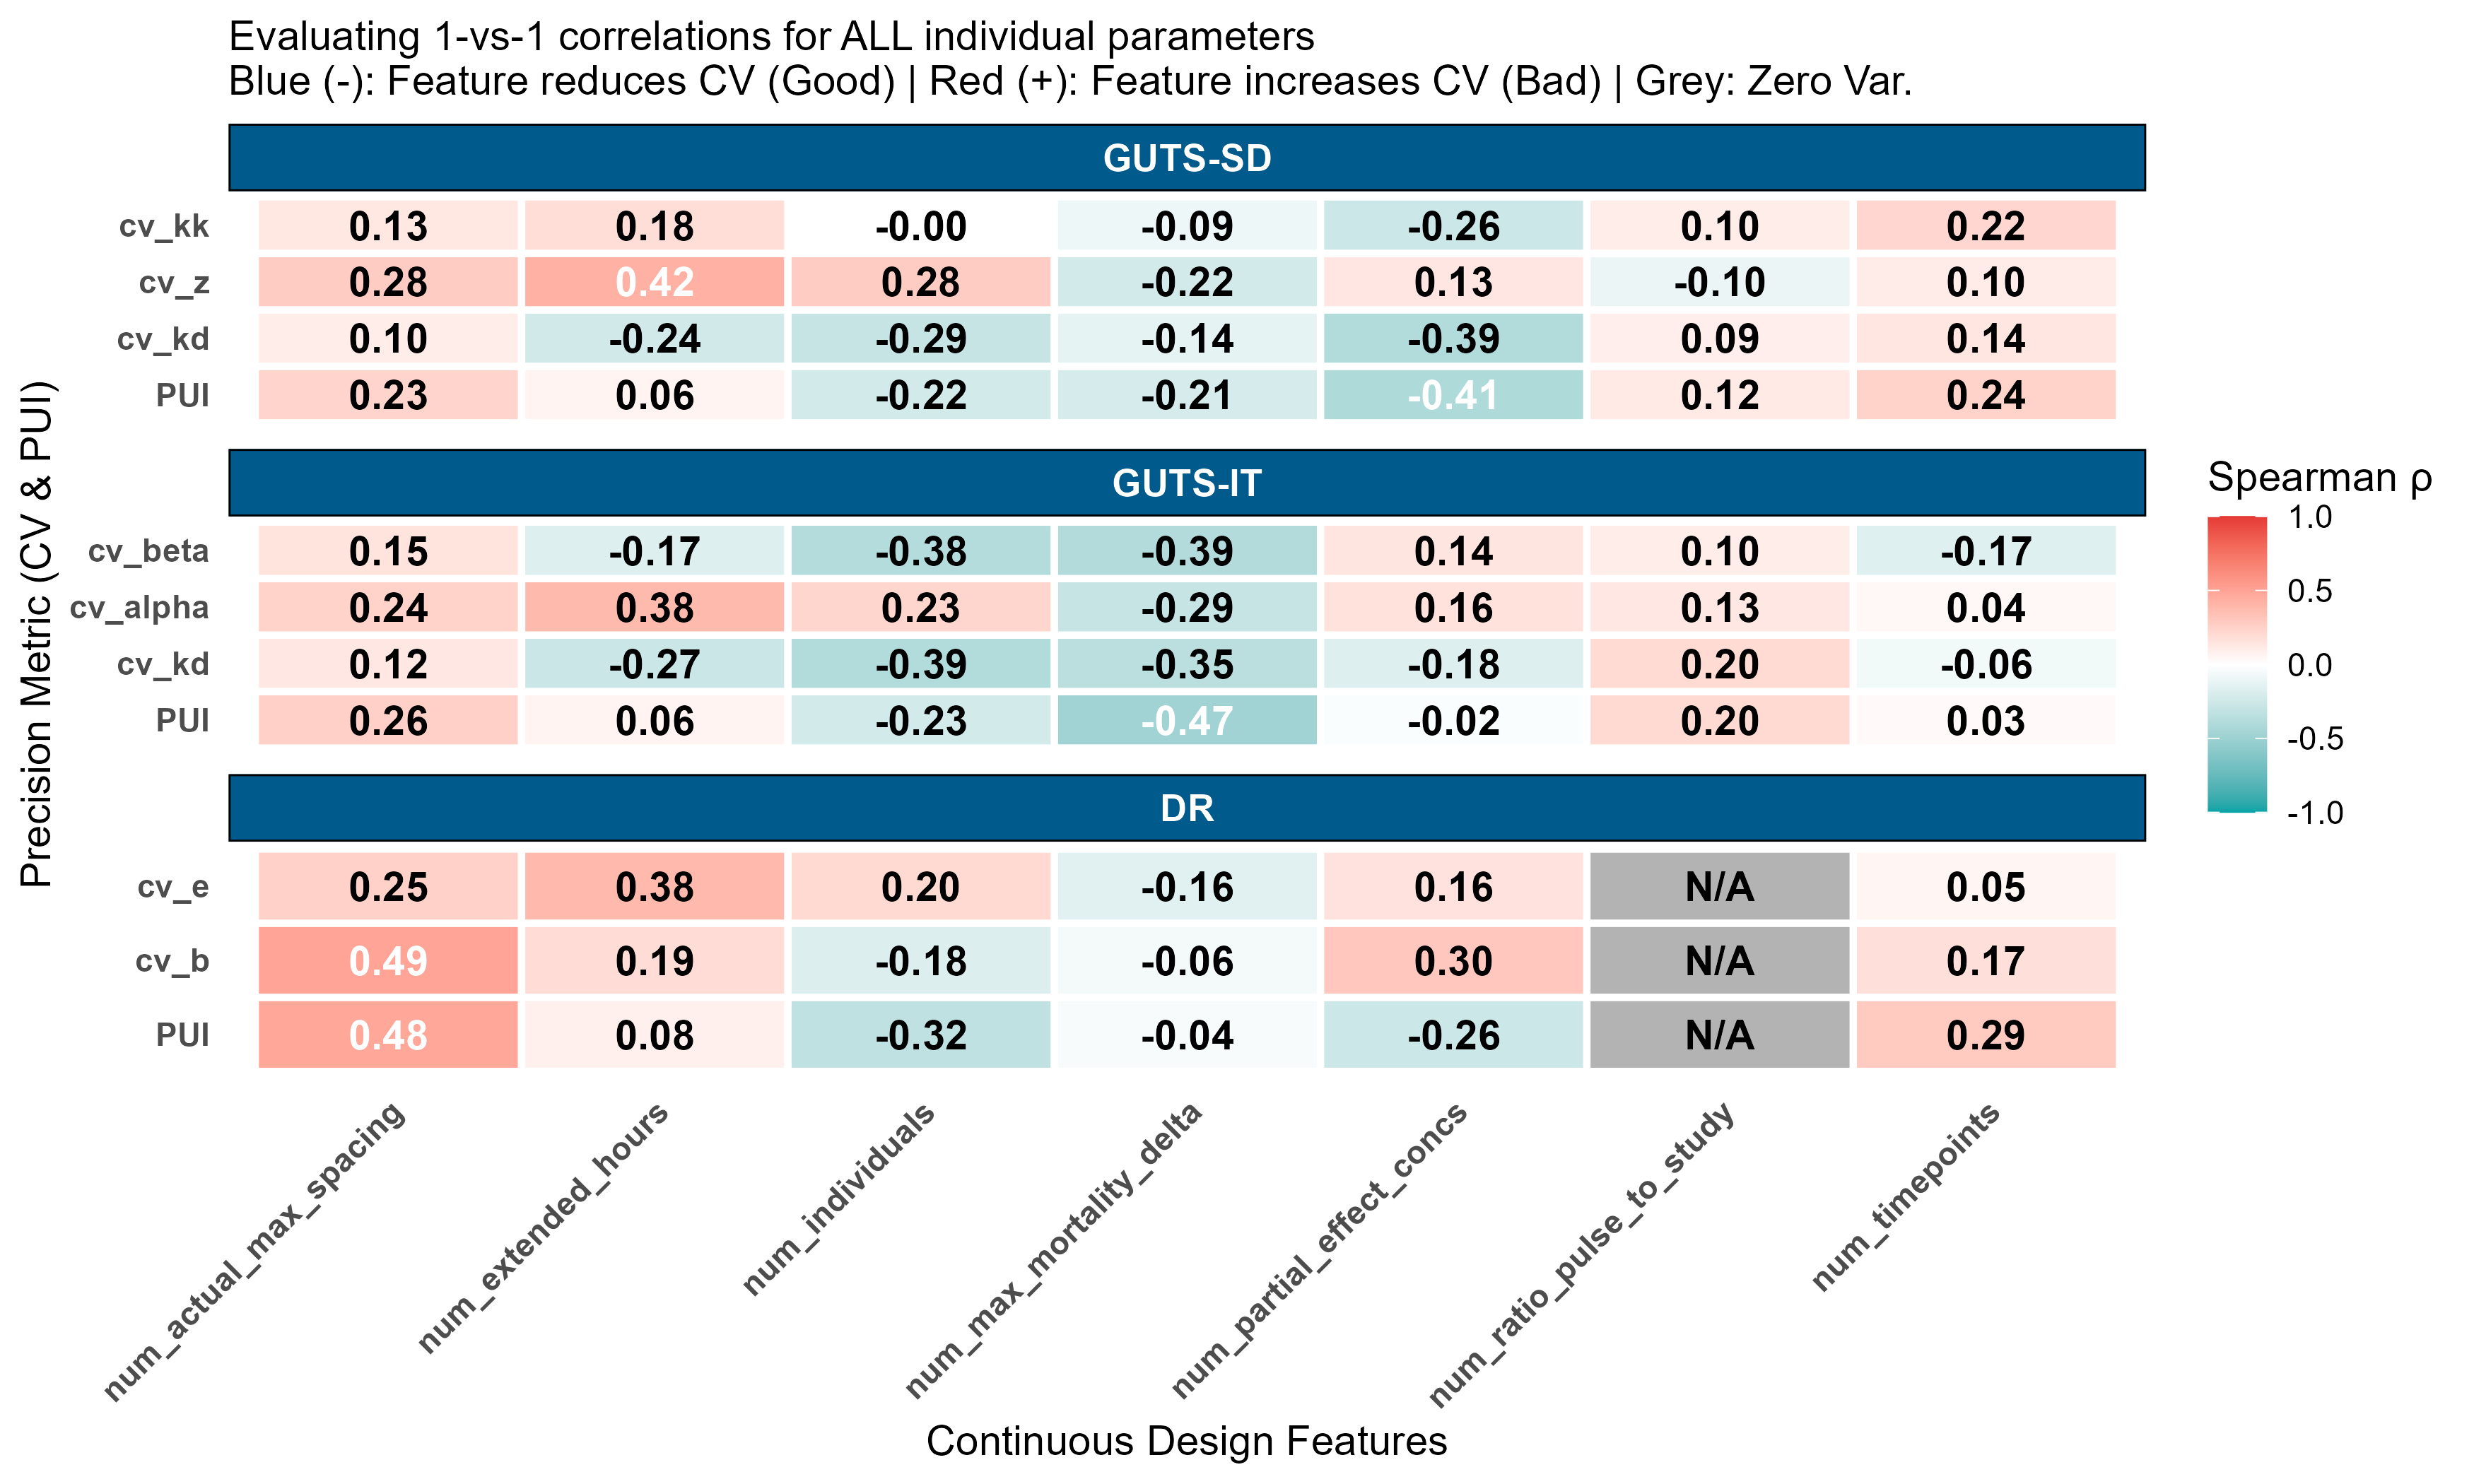 Evaluating 1-vs-1 correlations for ALL individual parameters
Blue (-): Feature reduces CV (Good) | Red (+): Feature increases CV (Bad) | Grey: Zero Var.
Precision Metric (CV & PUI)
GUTS-SD
cv_kk 0.13 0.18 -0.00 -0.09 -0.26 0.10 0.22
cv_z 0.28 0.42 0.28 -0.22 0.13 -0.10 0.10
cv_kd 0.10 -0.24 -0.29 -0.14 -0.39 0.09 0.14
PUI 0.23 0.06 -0.22 -0.21 -0.41 0.12 0.24
GUTS-IT
cv_beta 0.15 -0.17 -0.38 -0.39 0.14 0.10 -0.17
cv_alpha 0.24 0.38 0.23 -0.29 0.16 0.13 0.04
cv_kd 0.12 -0.27 -0.39 -0.35 -0.18 0.20 -0.06
PUI 0.26 0.06 -0.23 -0.47 -0.02 0.20 0.03
DR
cv_e 0.25 0.38 0.20 -0.16 0.16 N/A 0.05
cv_b 0.49 0.19 -0.18 -0.06 0.30 N/A 0.17
PUI 0.48 0.08 -0.32 -0.04 -0.26 N/A 0.29
num_actual_max_spacing
num_extended_hours
num_individuals
num_max_mortality_delta
num_partial_effect_concs
num_ratio_pulse_to_study
num_timepoints
Continuous Design Features
Spearman ρ
1.0
0.5
0.0
-0.5
-1.0